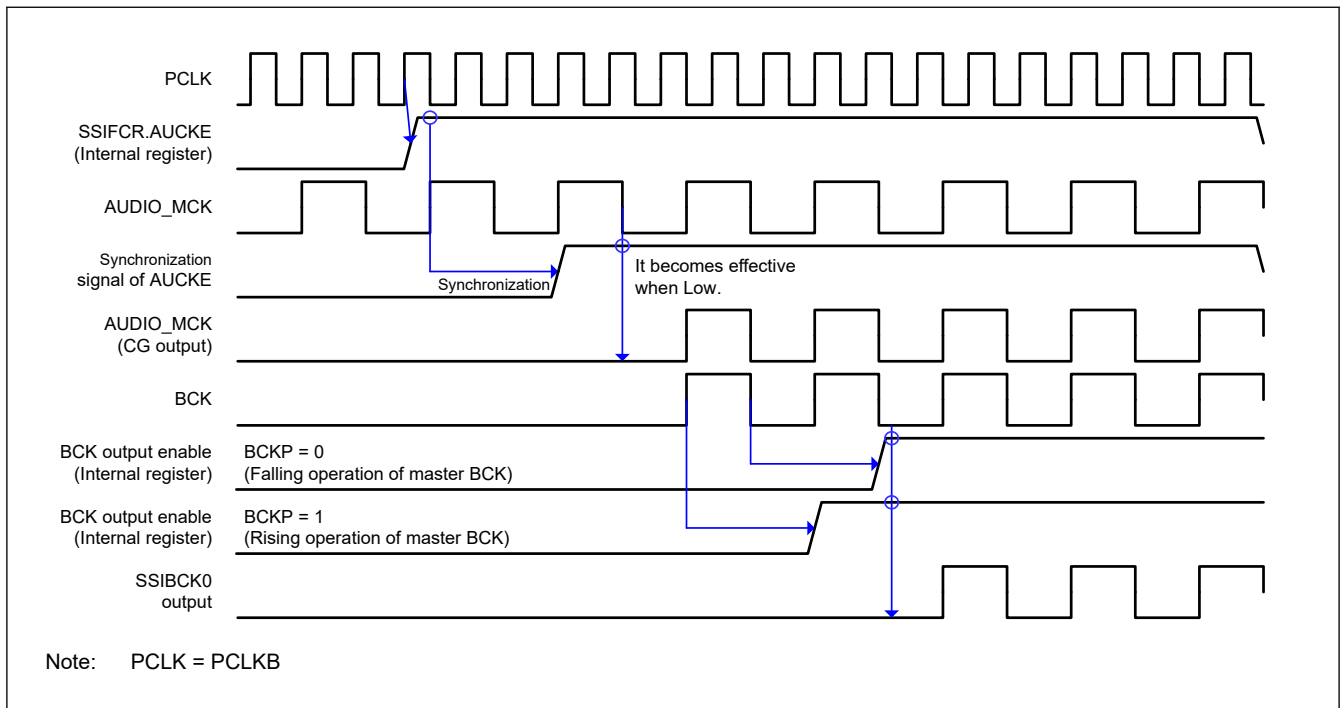 PCLK
SSIFCR.AUCKE
(Internal register)
AUDIO_MCK
Synchronization
signal of AUCKE
Synchronization
It becomes effective
when Low.
AUDIO_MCK
(CG output)
BCK
BCK output enable
(Internal register)
BCKP = 0
(Falling operation of master BCK)
BCK output enable
(Internal register)
BCKP = 1
(Rising operation of master BCK)
SSIBCK0
output
Note: PCLK = PCLKB